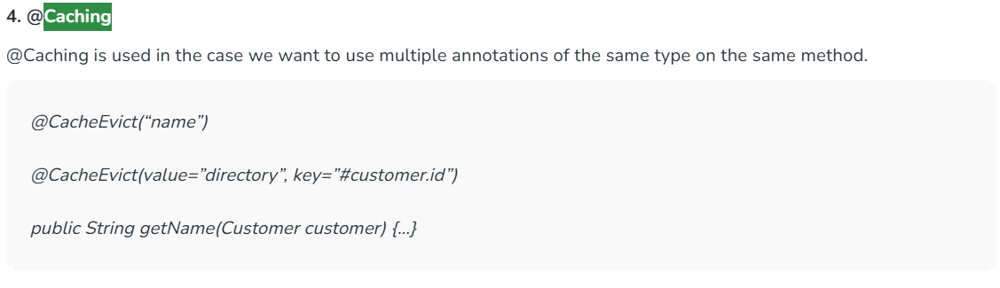 4. @Caching
@Caching is used in the case we want to use multiple annotations of the same type on the same method.
@CacheEvict(“name”)
@CacheEvict(value=”directory”, key=”#customer.id”)
public String getName(Customer customer) {…}